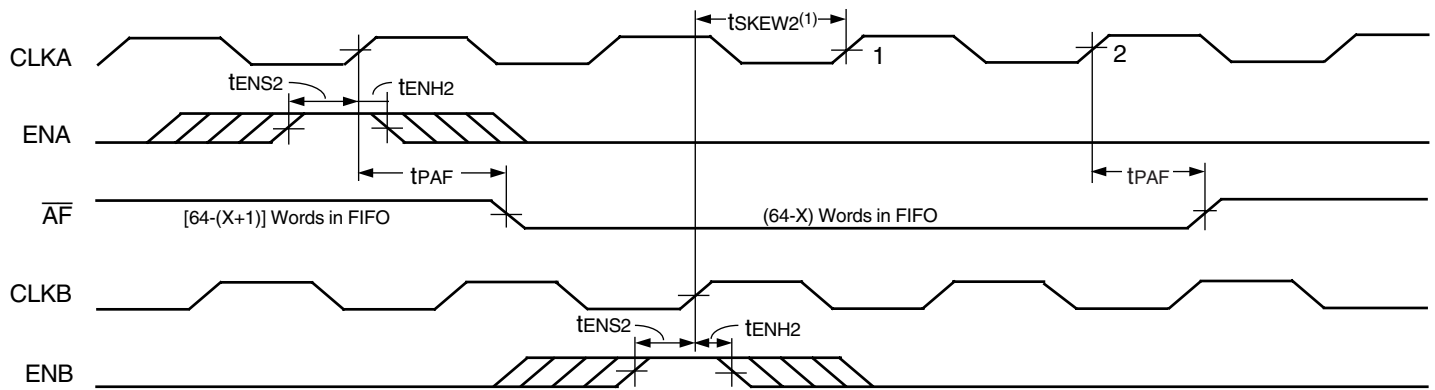 tSKEW2(1)
CLKA
1
2
tENS2
tENH2
ENA
tPAF
tPAF
AF
[64-(X+1)] Words in FIFO
(64-X) Words in FIFO
CLKB
tENS2
tENH2
ENB